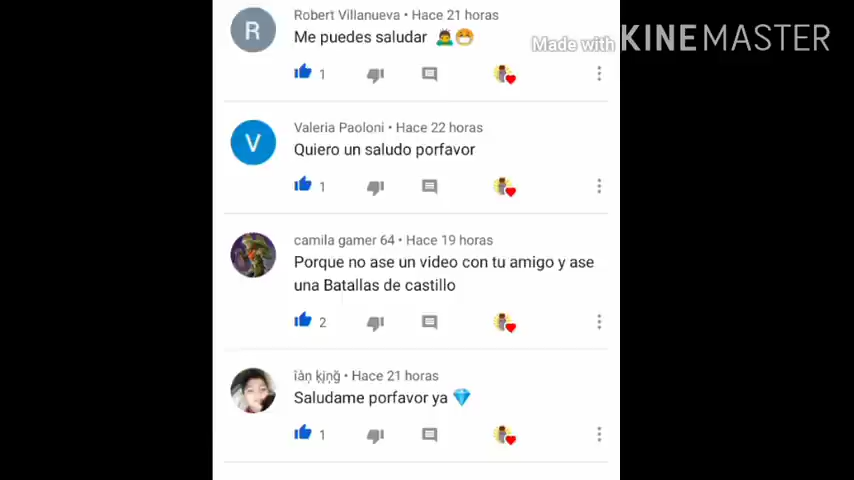 Robert Villanueva • Hace 21 horas
Me puedes saludar 🙇‍♂️😷
1
Made with KINEMASTER
R
Valeria Paoloni • Hace 22 horas
Quiero un saludo porfavor
1
V
camila gamer 64 • Hace 19 horas
Porque no ase un video con tu amigo y ase
una Batallas de castillo
2
îàṇ ḳịṇğ • Hace 21 horas
Saludame porfavor ya 💎
1